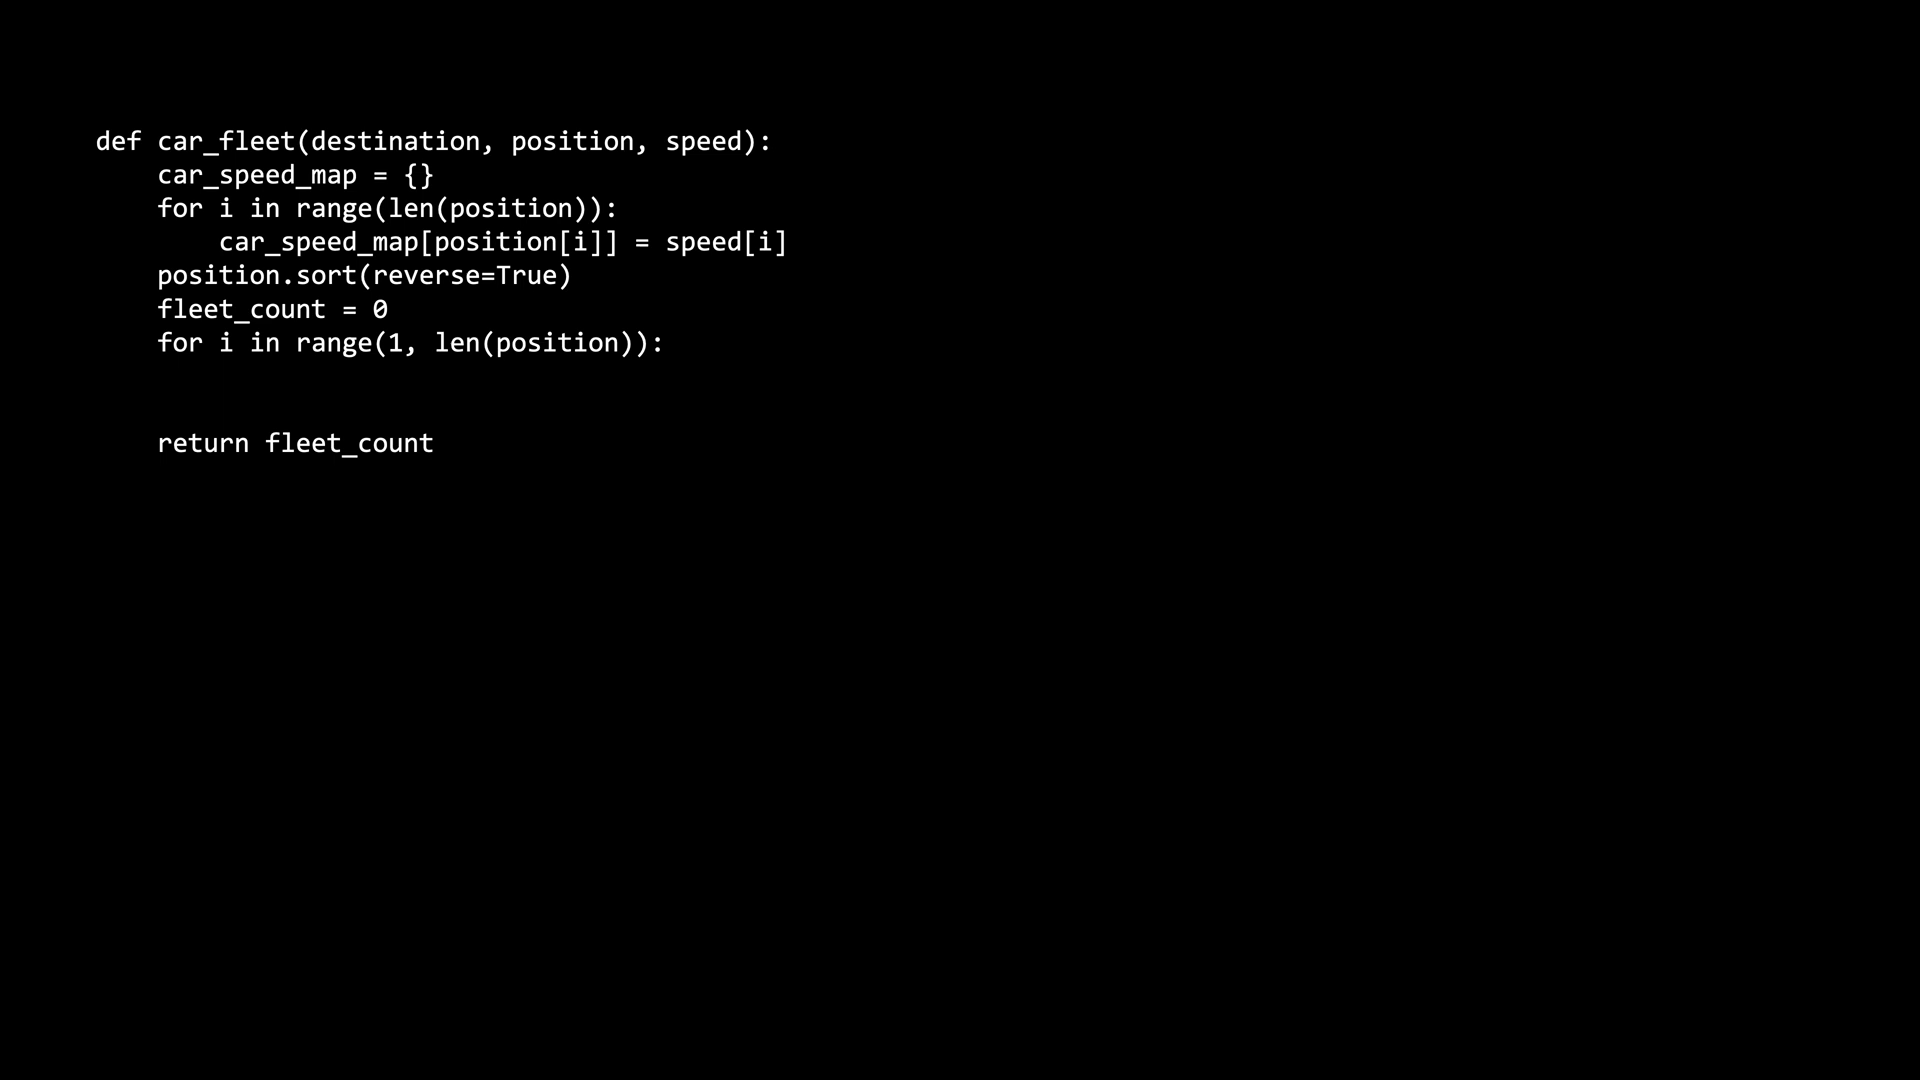 def car_fleet(destination, position, speed):
    car_speed_map = {}
    for i in range(len(position)):
        car_speed_map[position[i]] = speed[i]
    position.sort(reverse=True)
    fleet_count = 0
    for i in range(1, len(position)):
    return fleet_count